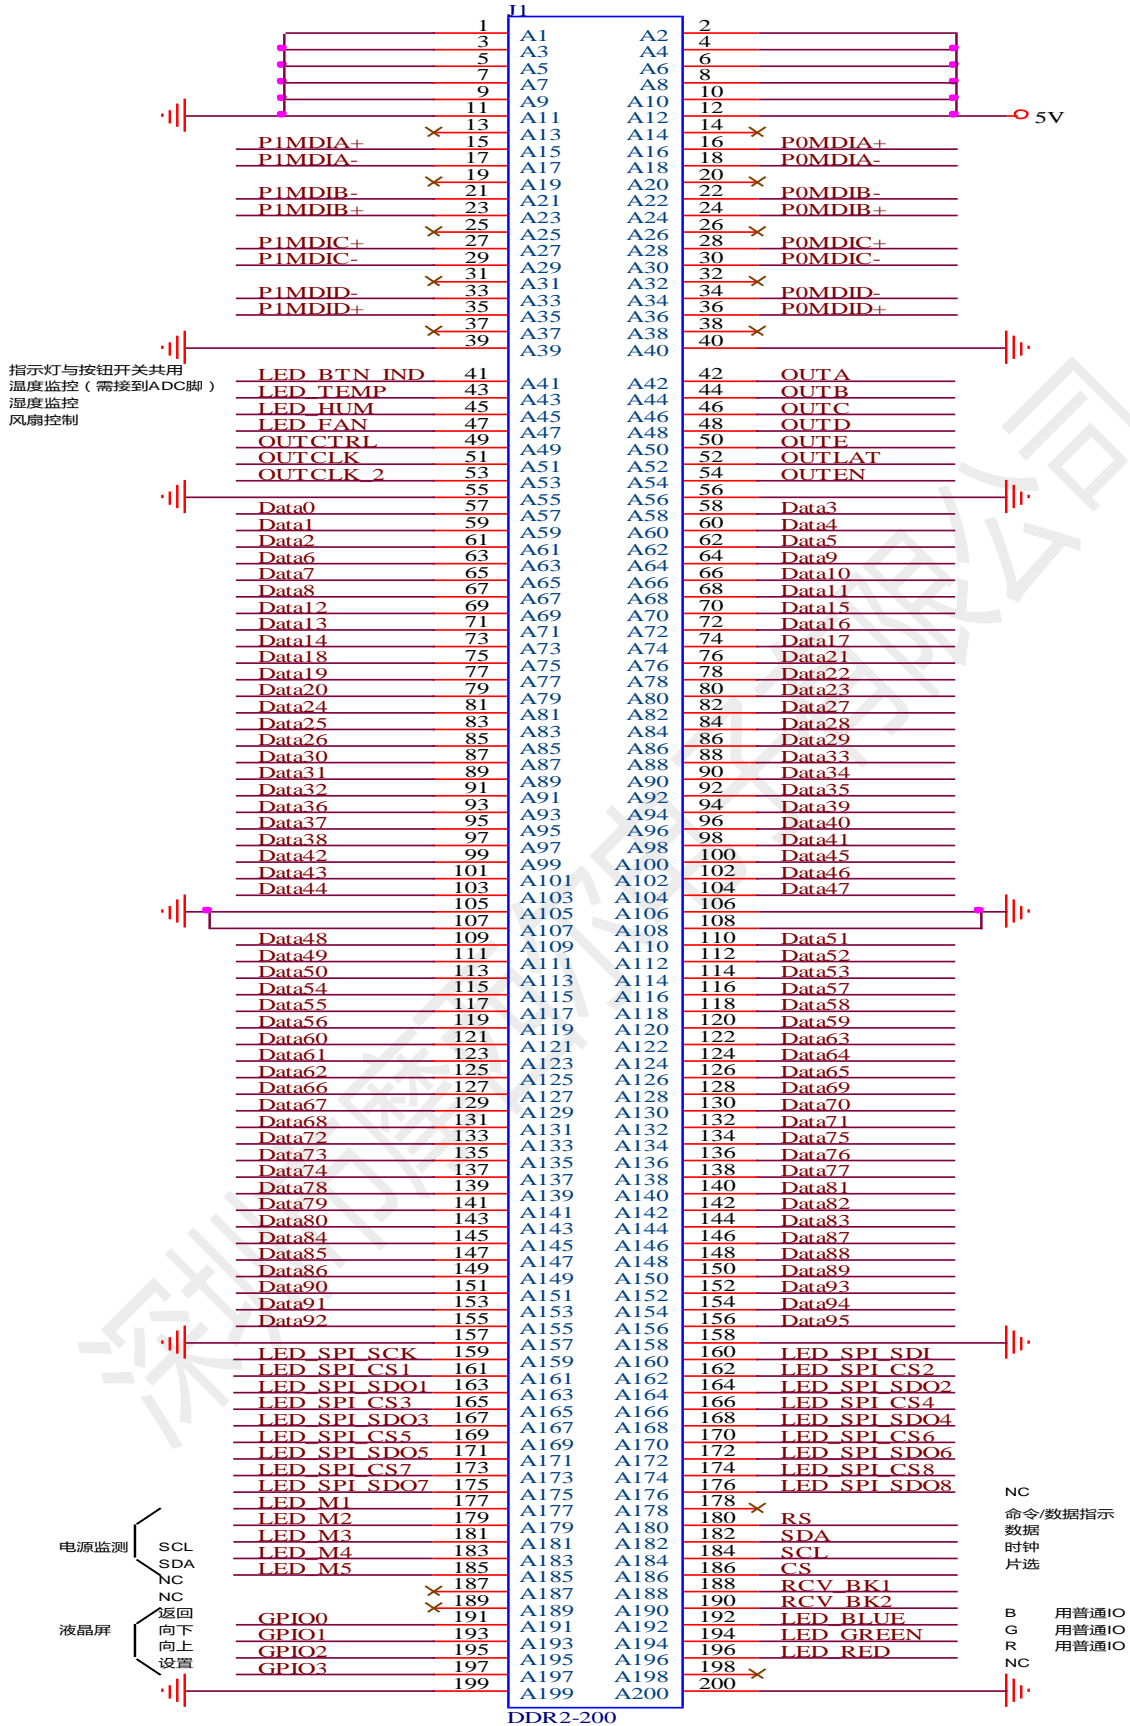 J1
1 A1 A2 2
3 A3 A4 4
5 A5 A6 6
7 A7 A8 8
9 A9 A10 10
11 A11 A12 12 5V
13 A13 A14 14
P1MDIA+ 15 A15 A16 16 P0MDIA+
P1MDIA- 17 A17 A18 18 P0MDIA-
19 A19 A20 20
P1MDIB- 21 A21 A22 22 P0MDIB-
P1MDIB+ 23 A23 A24 24 P0MDIB+
25 A25 A26 26
P1MDIC+ 27 A27 A28 28 P0MDIC+
P1MDIC- 29 A29 A30 30 P0MDIC-
31 A31 A32 32
P1MDID- 33 A33 A34 34 P0MDID-
P1MDID+ 35 A35 A36 36 P0MDID+
37 A37 A38 38
39 A39 A40 40
指示灯与按钮开关共用 LED_BTN_IND 41 A41 A42 42 OUTA
温度监控（需接到ADC脚） LED_TEMP 43 A43 A44 44 OUTB
湿度监控 LED_HUM 45 A45 A46 46 OUTC
风扇控制 LED_FAN 47 A47 A48 48 OUTD
OUTCTRL 49 A49 A50 50 OUTE
OUTCLK 51 A51 A52 52 OUTLAT
OUTCLK_2 53 A53 A54 54 OUTEN
55 A55 A56 56
Data0 57 A57 A58 58 Data3
Data1 59 A59 A60 60 Data4
Data2 61 A61 A62 62 Data5
Data6 63 A63 A64 64 Data9
Data7 65 A65 A66 66 Data10
Data8 67 A67 A68 68 Data11
Data12 69 A69 A70 70 Data15
Data13 71 A71 A72 72 Data16
Data14 73 A73 A74 74 Data17
Data18 75 A75 A76 76 Data21
Data19 77 A77 A78 78 Data22
Data20 79 A79 A80 80 Data23
Data24 81 A81 A82 82 Data27
Data25 83 A83 A84 84 Data28
Data26 85 A85 A86 86 Data29
Data30 87 A87 A88 88 Data33
Data31 89 A89 A90 90 Data34
Data32 91 A91 A92 92 Data35
Data36 93 A93 A94 94 Data39
Data37 95 A95 A96 96 Data40
Data38 97 A97 A98 98 Data41
Data42 99 A99 A100 100 Data45
Data43 101 A101 A102 102 Data46
Data44 103 A103 A104 104 Data47
105 A105 A106 106
107 A107 A108 108
Data48 109 A109 A110 110 Data51
Data49 111 A111 A112 112 Data52
Data50 113 A113 A114 114 Data53
Data54 115 A115 A116 116 Data57
Data55 117 A117 A118 118 Data58
Data56 119 A119 A120 120 Data59
Data60 121 A121 A122 122 Data63
Data61 123 A123 A124 124 Data64
Data62 125 A125 A126 126 Data65
Data66 127 A127 A128 128 Data69
Data67 129 A129 A130 130 Data70
Data68 131 A131 A132 132 Data71
Data72 133 A133 A134 134 Data75
Data73 135 A135 A136 136 Data76
Data74 137 A137 A138 138 Data77
Data78 139 A139 A140 140 Data81
Data79 141 A141 A142 142 Data82
Data80 143 A143 A144 144 Data83
Data84 145 A145 A146 146 Data87
Data85 147 A147 A148 148 Data88
Data86 149 A149 A150 150 Data89
Data90 151 A151 A152 152 Data93
Data91 153 A153 A154 154 Data94
Data92 155 A155 A156 156 Data95
157 A157 A158 158
LED_SPI_SCK 159 A159 A160 160 LED_SPI_SDI
LED_SPI_CS1 161 A161 A162 162 LED_SPI_CS2
LED_SPI_SDO1 163 A163 A164 164 LED_SPI_SDO2
LED_SPI_CS3 165 A165 A166 166 LED_SPI_CS4
LED_SPI_SDO3 167 A167 A168 168 LED_SPI_SDO4
LED_SPI_CS5 169 A169 A170 170 LED_SPI_CS6
LED_SPI_SDO5 171 A171 A172 172 LED_SPI_SDO6
LED_SPI_CS7 173 A173 A174 174 LED_SPI_CS8
LED_SPI_SDO7 175 A175 A176 176 LED_SPI_SDO8
LED_M1 177 A177 A178 178 NC
LED_M2 179 A179 A180 180 RS 命令/数据指示
LED_M3 181 A181 A182 182 SDA 数据
电源监测 SCL LED_M4 183 A183 A184 184 SCL 时钟
SDA LED_M5 185 A185 A186 186 CS 片选
NC 187 A187 A188 188 RCV_BK1
NC 189 A189 A190 190 RCV_BK2
返回 GPIO0 191 A191 A192 192 LED_BLUE B 用普通IO
液晶屏 向下 GPIO1 193 A193 A194 194 LED_GREEN G 用普通IO
向上 GPIO2 195 A195 A196 196 LED_RED R 用普通IO
设置 GPIO3 197 A197 A198 198 NC
199 A199 A200 200
DDR2-200
深圳市摩西尔电子有限公司